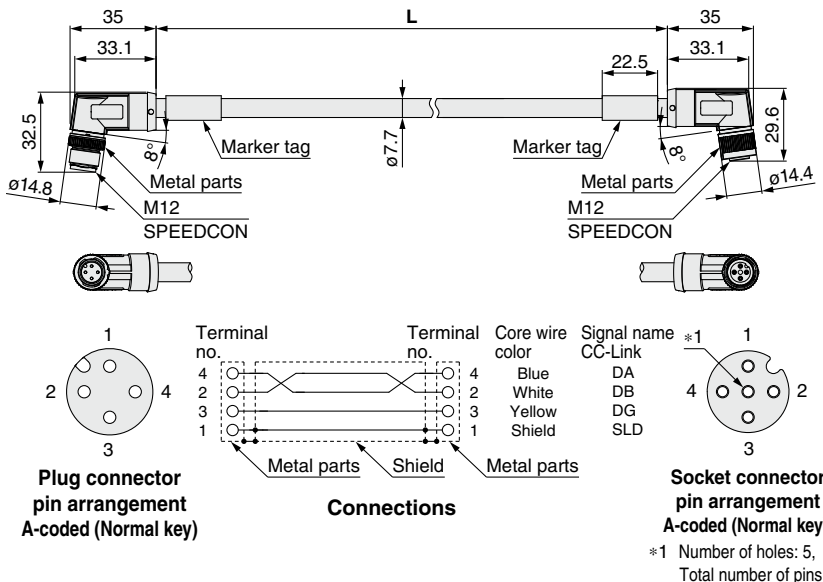 35
L
35
33.1
22.5
33.1
32.5
8°
Marker tag
ø7.7
Marker tag
8°
29.6
ø14.8
Metal parts
Metal parts
ø14.4
M12
M12
SPEEDCON
SPEEDCON
1
2
4
3
Plug connector
pin arrangement
A-coded (Normal key)
Terminal
no.
Terminal
no.
Core wire
color
Signal name
CC-Link
4
4
Blue
DA
2
2
White
DB
3
3
Yellow
DG
1
1
Shield
SLD
Metal parts
Shield
Metal parts
Connections
*1
1
4
2
3
Socket connector
pin arrangement
A-coded (Normal key
*1 Number of holes: 5,
Total number of pins